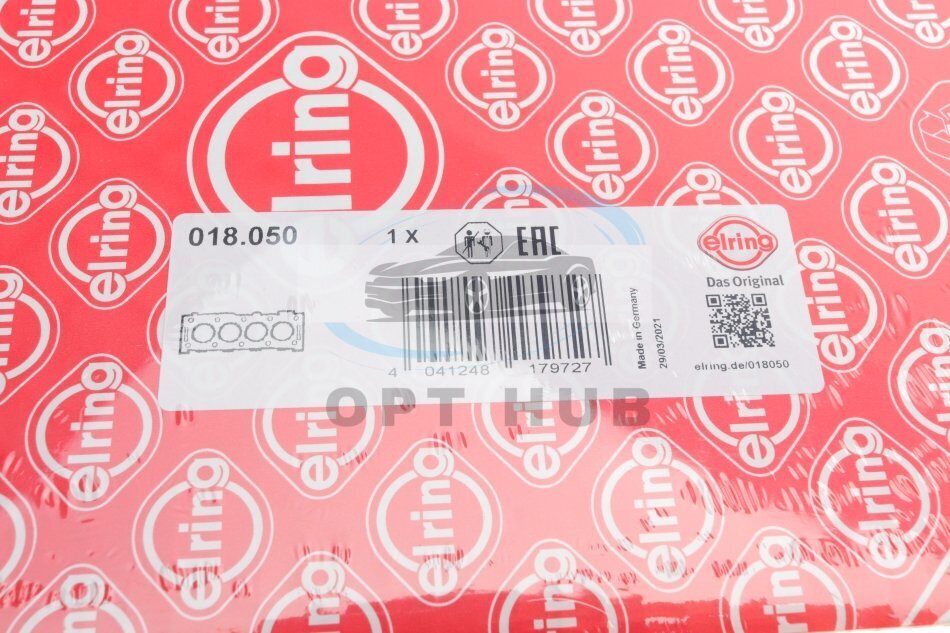 elring
018.050
1 X
EAC
elring
Das Original
Made in Germany
29/03/2021
4 041248 179727
elring.de/018050
OPT HUB